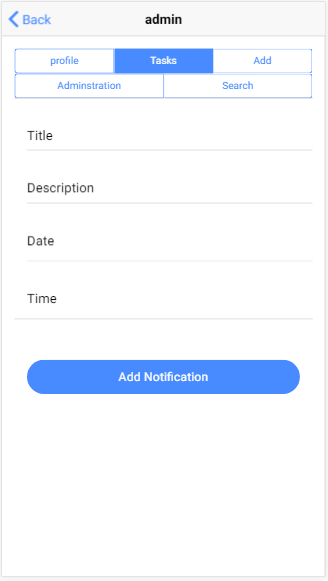 Back admin
profile Tasks Add
Adminstration Search
Title
Description
Date
Time
Add Notification